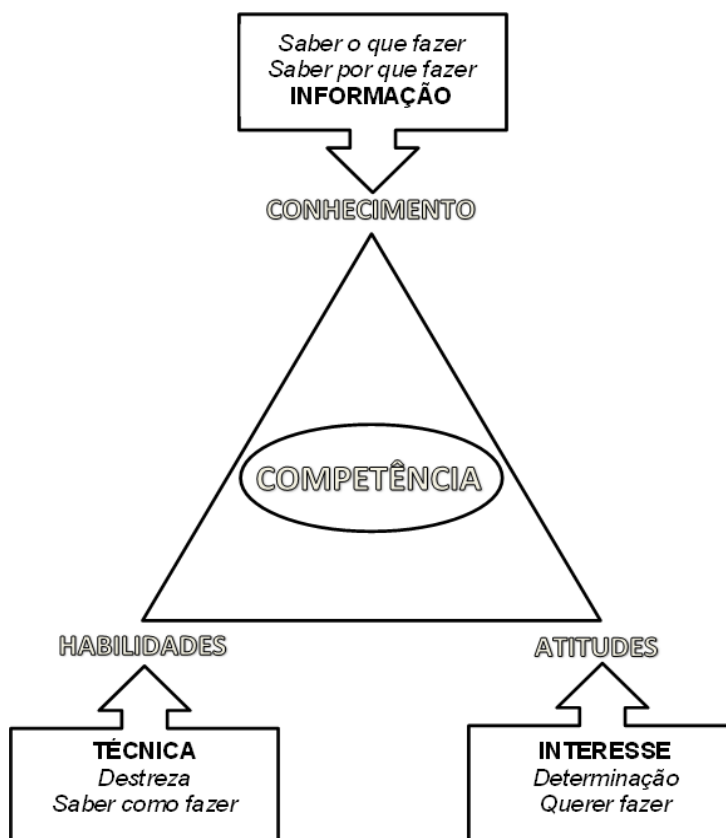 Saber o que fazer
Saber por que fazer
INFORMAÇÃO
CONHECIMENTO
COMPETÊNCIA
HABILIDADES
ATITUDES
TÉCNICA
Destreza
Saber como fazer
INTERESSE
Determinação
Querer fazer